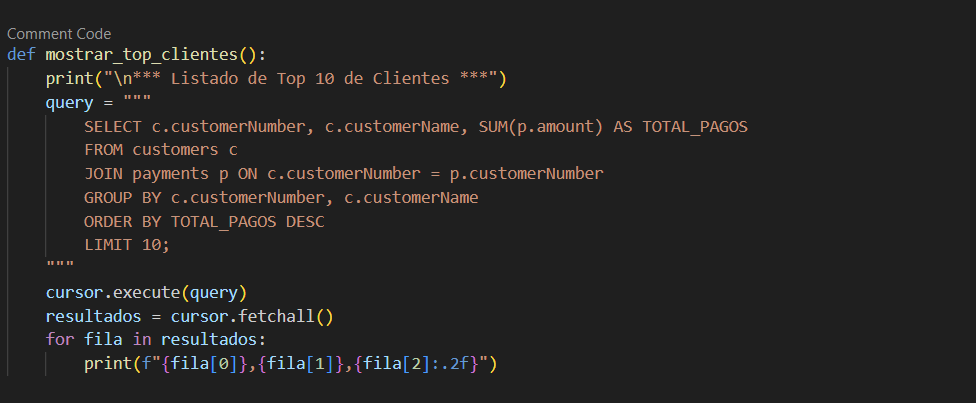 Comment Code
def mostrar_top_clientes():
    print("\n*** Listado de Top 10 de Clientes ***")
    query = """
        SELECT c.customerNumber, c.customerName, SUM(p.amount) AS TOTAL_PAGOS
        FROM customers c
        JOIN payments p ON c.customerNumber = p.customerNumber
        GROUP BY c.customerNumber, c.customerName
        ORDER BY TOTAL_PAGOS DESC
        LIMIT 10;
    """
    cursor.execute(query)
    resultados = cursor.fetchall()
    for fila in resultados:
        print(f"{fila[0]},{fila[1]},{fila[2]:.2f}")